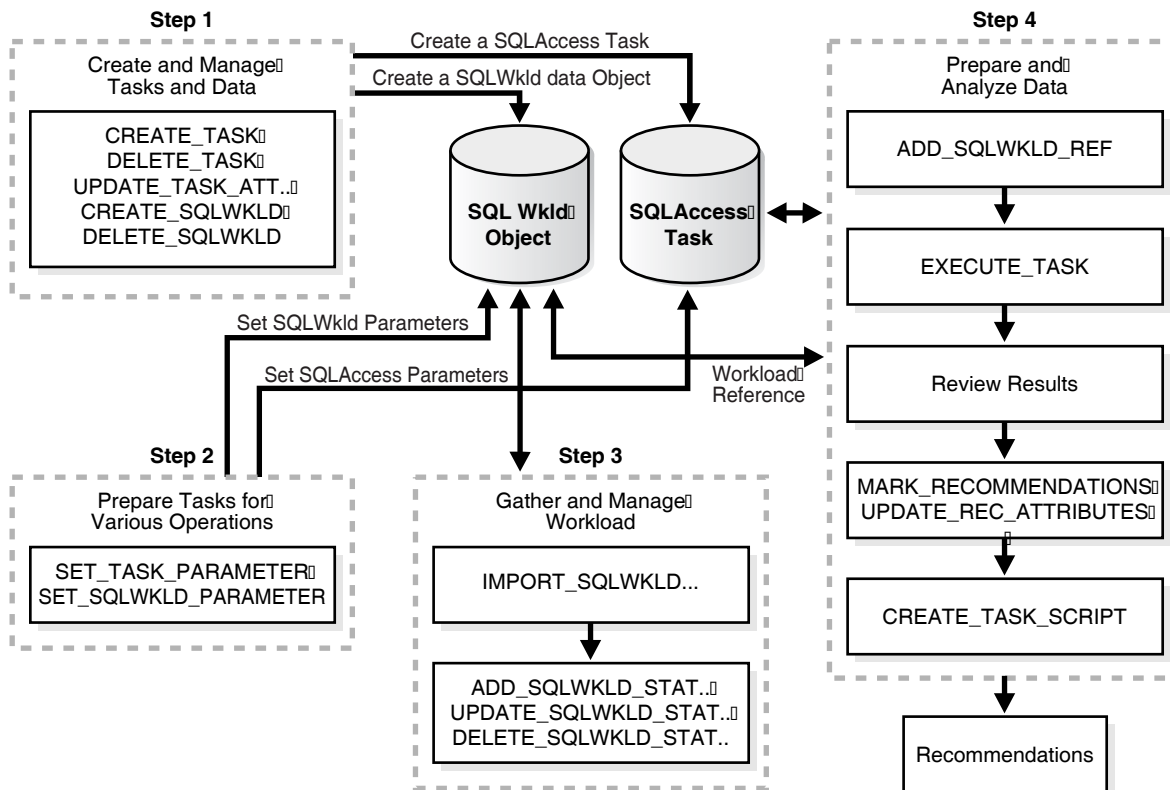 Step 1
Create and Manage
Tasks and Data
CREATE_TASK
DELETE_TASK
UPDATE_TASK_ATT..
CREATE_SQLWKLD
DELETE_SQLWKLD
Create a SQLAccess Task
Create a SQLWkld data Object
SQL Wkld
Object
SQLAccess
Task
Set SQLWkld Parameters
Set SQLAccess Parameters
Workload
Reference
Step 2
Prepare Tasks for
Various Operations
SET_TASK_PARAMETER
SET_SQLWKLD_PARAMETER
Step 3
Gather and Manage
Workload
IMPORT_SQLWKLD...
ADD_SQLWKLD_STAT..
UPDATE_SQLWKLD_STAT..
DELETE_SQLWKLD_STAT..
Step 4
Prepare and
Analyze Data
ADD_SQLWKLD_REF
EXECUTE_TASK
Review Results
MARK_RECOMMENDATIONS
UPDATE_REC_ATTRIBUTES
CREATE_TASK_SCRIPT
Recommendations